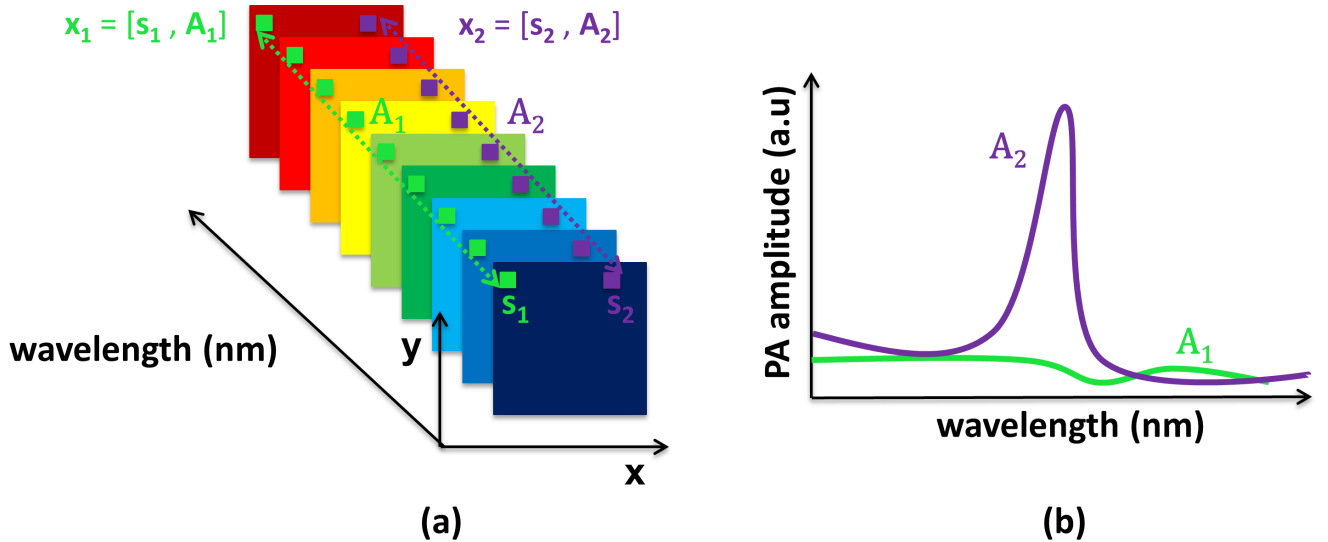 x₁ = [s₁ , A₁]
x₂ = [s₂ , A₂]
A₁
A₂
s₁
s₂
wavelength (nm)
y
x
(a)
PA amplitude (a.u)
A₂
A₁
wavelength (nm)
(b)